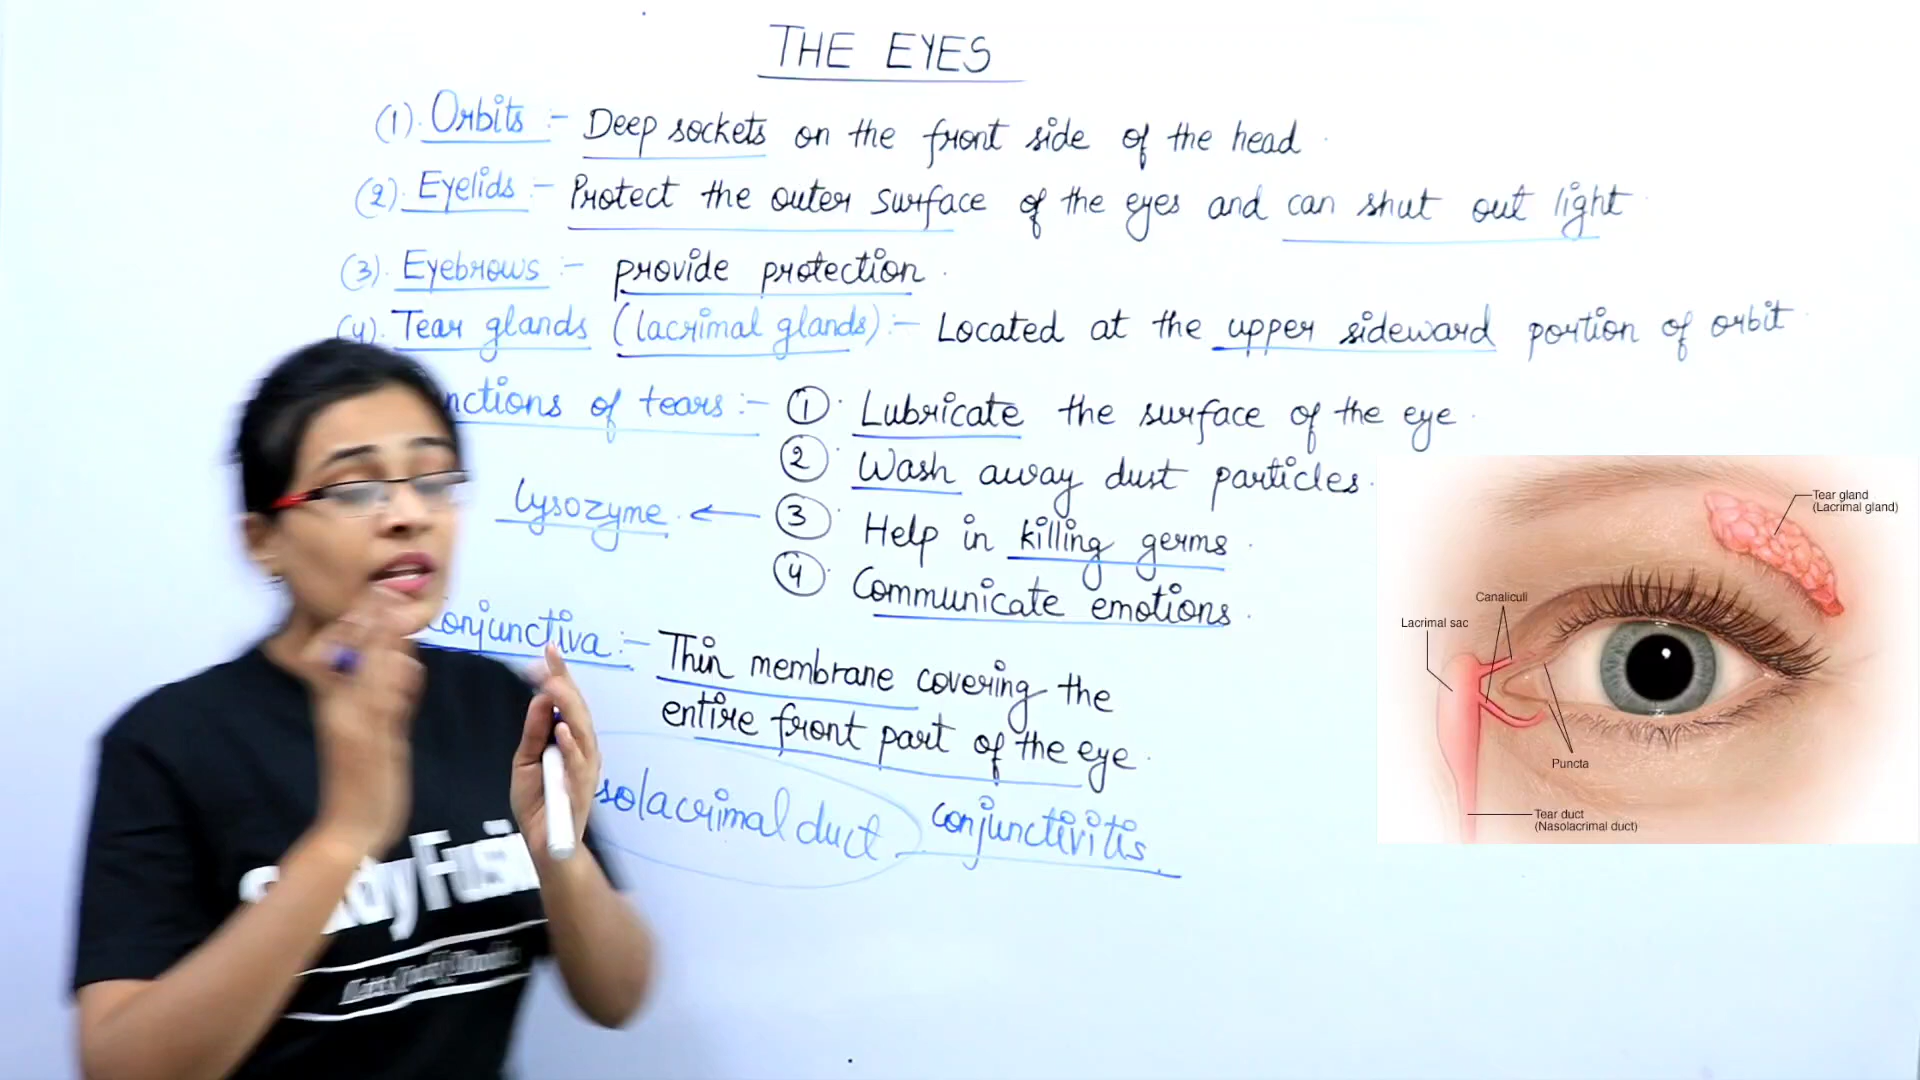 THE EYES
(1). Orbits :- Deep sockets on the front side of the head.
(2). Eyelids :- Protect the outer surface of the eyes and can shut out light.
(3). Eyebrows :- provide protection.
(4). Tear glands (lacrimal glands) :- Located at the upper sideward portion of orbit.
nctions of tears :- 1. Lubricate the surface of the eye.
2. Wash away dust particles.
Lysozyme. ← 3 Help in killing germs.
4. Communicate emotions.
conjunctiva :- Thin membrane covering the
entire front part of the eye.
solacrimal duct conjunctivitis
Tear gland
(Lacrimal gland)
Canaliculi
Lacrimal sac
Puncta
Tear duct
(Nasolacrimal duct)
dy Fusi